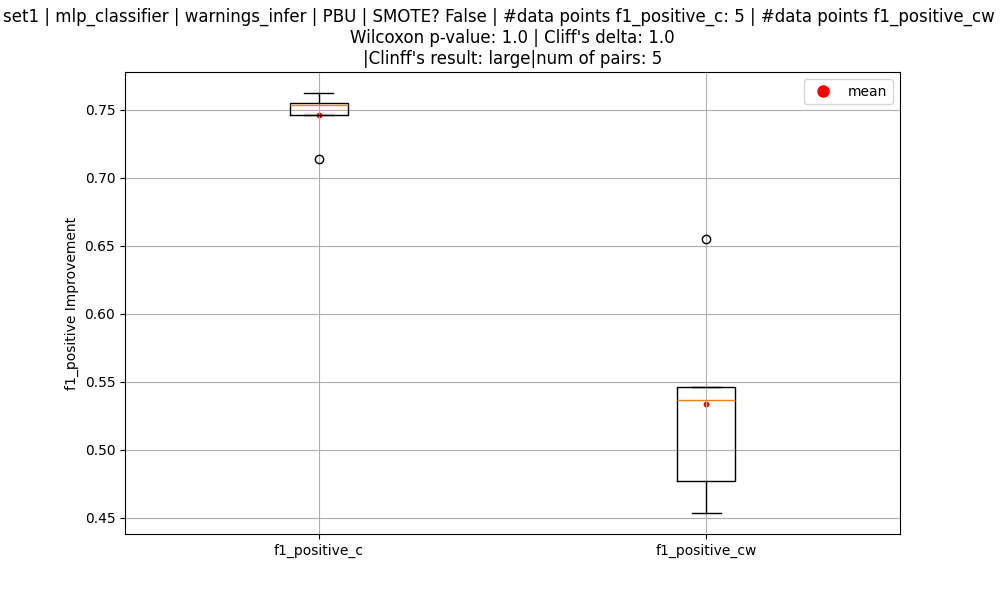 set1 | mlp_classifier | warnings_infer | PBU | SMOTE? False | #data points f1_positive_c: 5 | #data points f1_positive_cw
Wilcoxon p-value: 1.0 | Cliff's delta: 1.0
|Clinff's result: large|num of pairs: 5
mean
0.75
0.70
0.65
0.60
0.55
0.50
0.45
f1_positive Improvement
f1_positive_c
f1_positive_cw